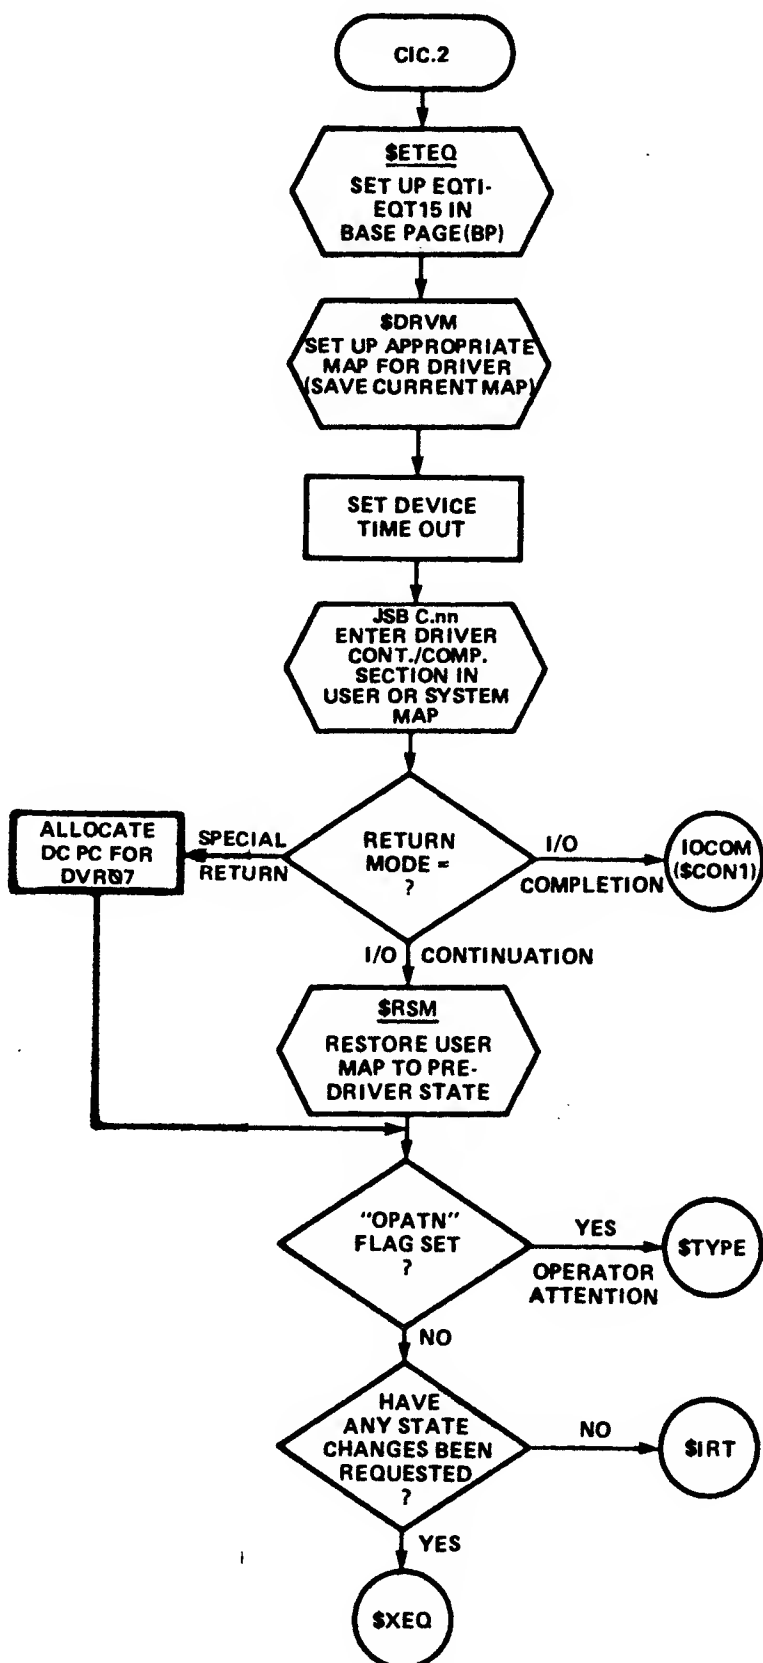 CIC.2
$ETEQ
SET UP EQTI-
EQT15 IN
BASE PAGE(BP)
$DRVM
SET UP APPROPRIATE
MAP FOR DRIVER
(SAVE CURRENT MAP)
SET DEVICE
TIME OUT
JSB C.nn
ENTER DRIVER
CONT./COMP.
SECTION IN
USER OR SYSTEM
MAP
ALLOCATE
DC PC FOR
DVR07
SPECIAL
RETURN
RETURN
MODE =
?
I/O
COMPLETION
IOCOM
($CON1)
I/O CONTINUATION
$RSM
RESTORE USER
MAP TO PRE-
DRIVER STATE
"OPATN"
FLAG SET
?
YES
OPERATOR
ATTENTION
$TYPE
NO
HAVE
ANY STATE
CHANGES BEEN
REQUESTED
?
NO
$IRT
YES
$XEQ